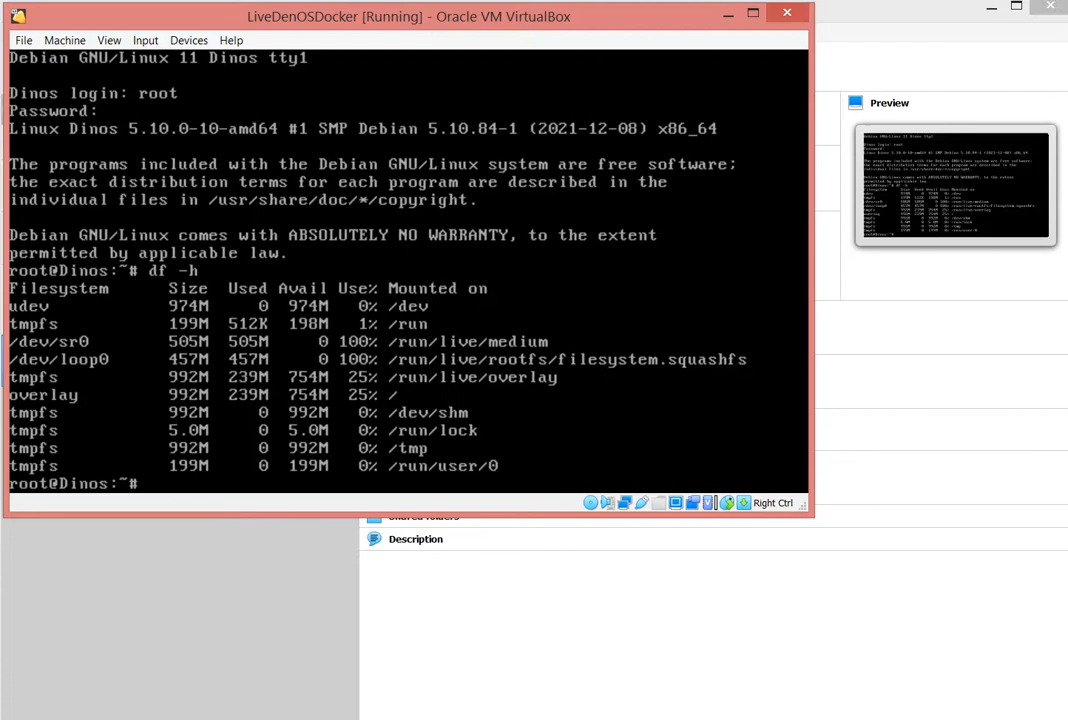 LiveDenOSDocker [Running] - Oracle VM VirtualBox
File Machine View Input Devices Help
Debian GNU/Linux 11 Dinos tty1
Dinos login: root
Password:
Linux Dinos 5.10.0-10-amd64 #1 SMP Debian 5.10.84-1 (2021-12-08) x86_64
The programs included with the Debian GNU/Linux system are free software;
the exact distribution terms for each program are described in the
individual files in /usr/share/doc/*/copyright.
Debian GNU/Linux comes with ABSOLUTELY NO WARRANTY, to the extent
permitted by applicable law.
root@Dinos:~# df -h
Filesystem Size Used Avail Use% Mounted on
udev 974M 0 974M 0% /dev
tmpfs 199M 512K 198M 1% /run
/dev/sr0 505M 505M 0 100% /run/live/medium
/dev/loop0 457M 457M 0 100% /run/live/rootfs/filesystem.squashfs
tmpfs 992M 239M 754M 25% /run/live/overlay
overlay 992M 239M 754M 25% /
tmpfs 992M 0 992M 0% /dev/shm
tmpfs 5.0M 0 5.0M 0% /run/lock
tmpfs 992M 0 992M 0% /tmp
tmpfs 199M 0 199M 0% /run/user/0
root@Dinos:~#
Right Ctrl
Preview
Shared folders
Description